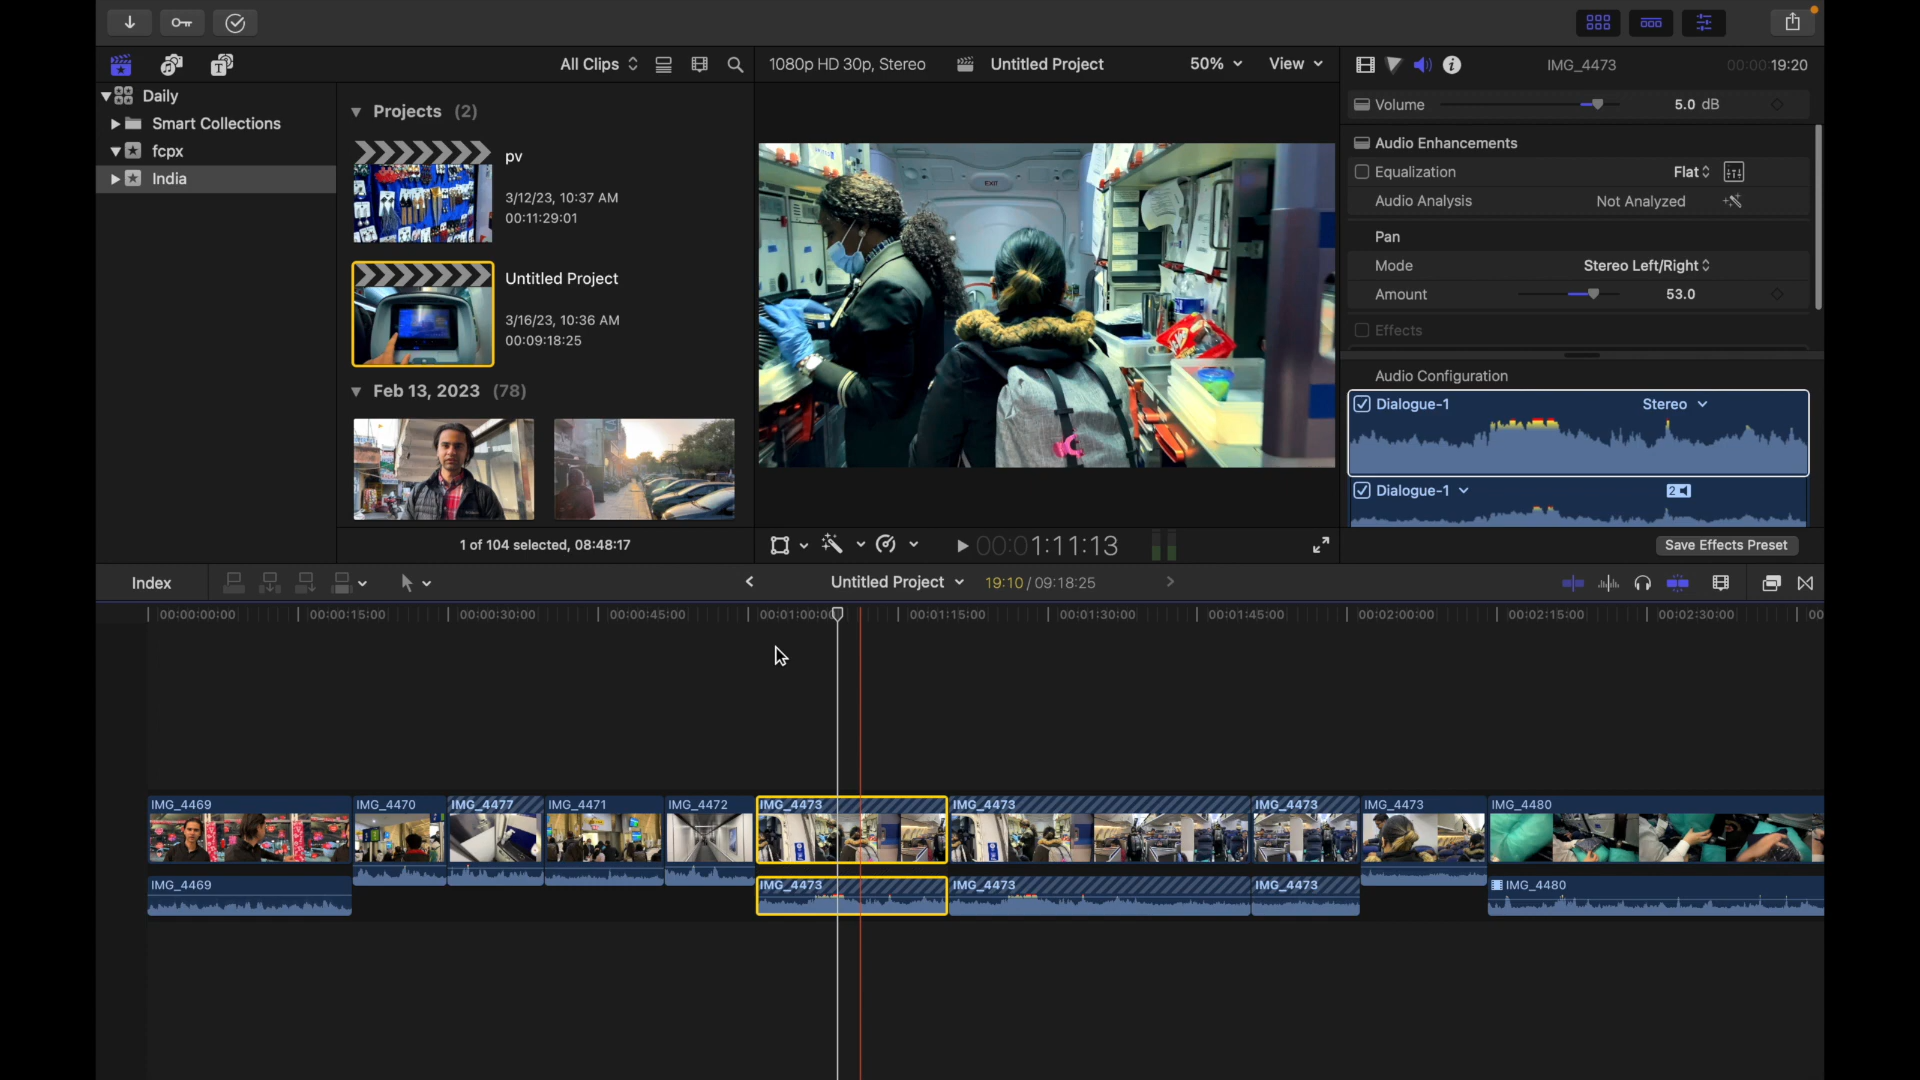 All Clips
1080p HD 30p, Stereo
Untitled Project
50%
View
IMG_4473
00:00:19:20
Daily
Smart Collections
fcpx
India
Projects (2)
pv
3/12/23, 10:37 AM
00:11:29:01
Untitled Project
3/16/23, 10:36 AM
00:09:18:25
Feb 13, 2023 (78)
1 of 104 selected, 08:48:17
EXIT
00:01:11:13
Volume
5.0 dB
Audio Enhancements
Equalization
Flat
Audio Analysis
Not Analyzed
Pan
Mode
Stereo Left/Right
Amount
53.0
Effects
Audio Configuration
Dialogue-1
Stereo
Dialogue-1
2
Save Effects Preset
Index
Untitled Project
19:10 / 09:18:25
00:00:00:00
00:00:15:00
00:00:30:00
00:00:45:00
00:01:00:00
00:01:15:00
00:01:30:00
00:01:45:00
00:02:00:00
00:02:15:00
00:02:30:00
00
IMG_4469
IMG_4470
IMG_4477
IMG_4471
IMG_4472
IMG_4473
IMG_4473
IMG_4473
IMG_4473
IMG_4480
IMG_4469
IMG_4473
IMG_4473
IMG_4473
IMG_4480